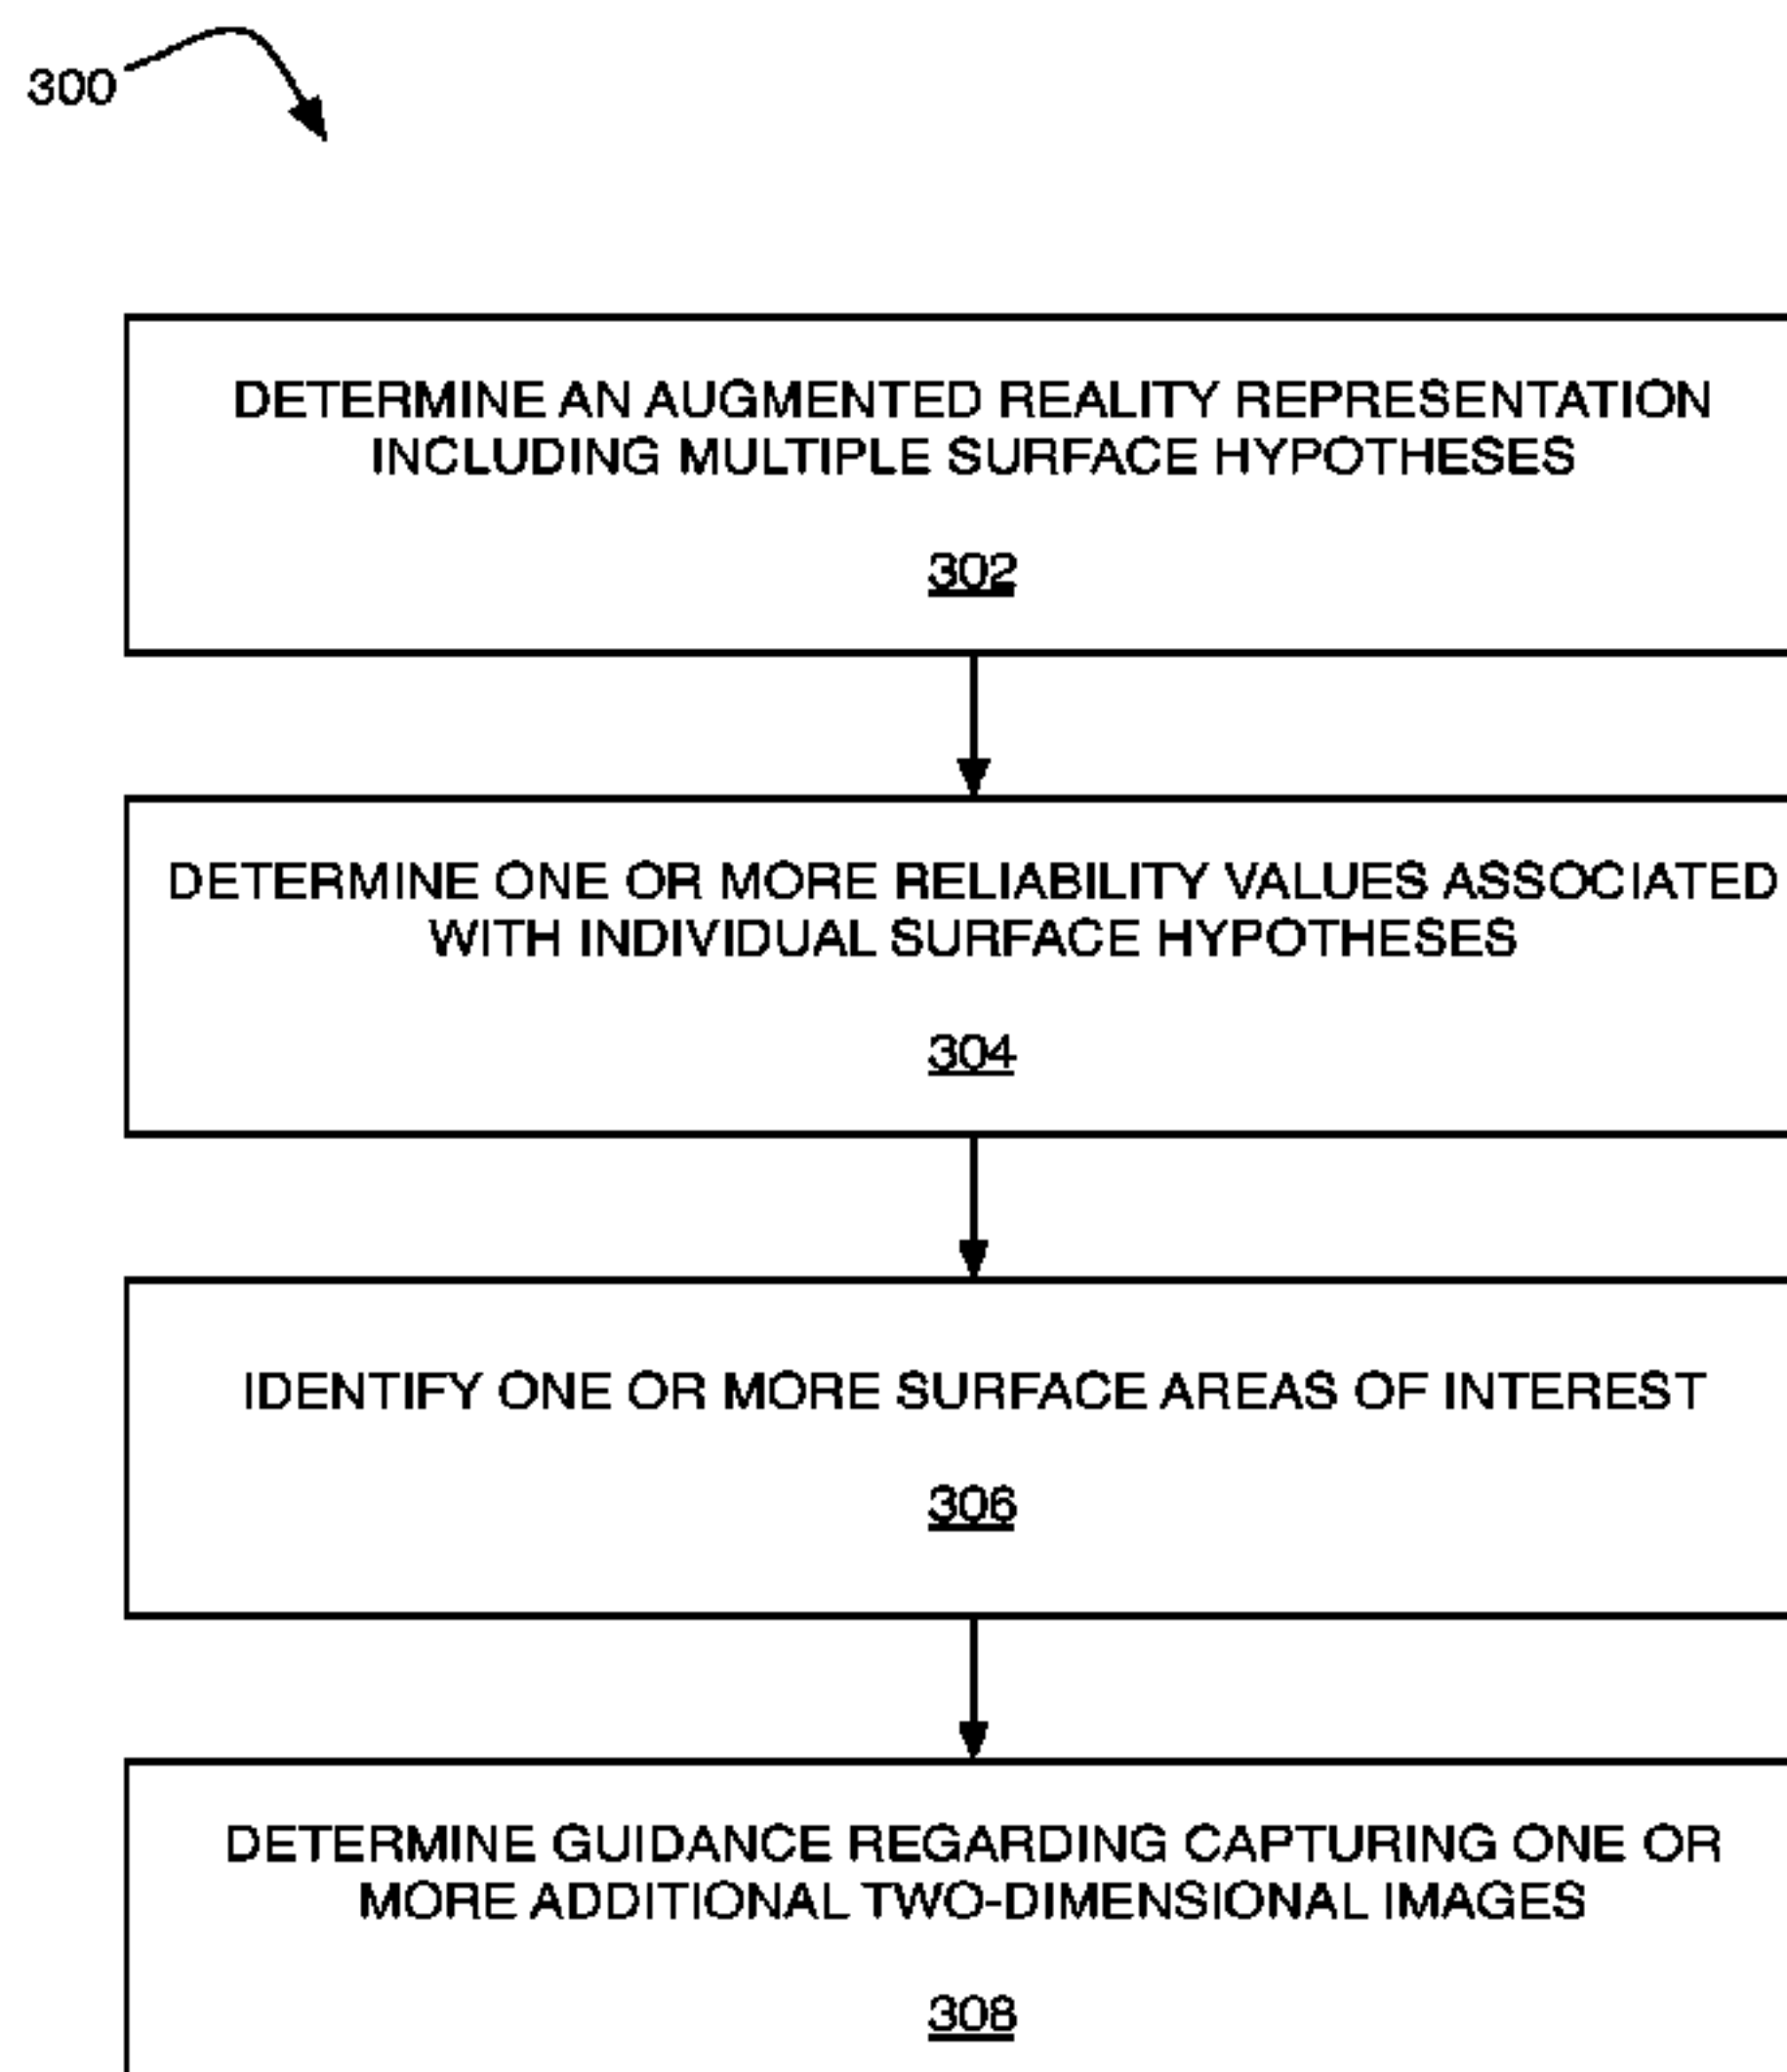 300
DETERMINE AN AUGMENTED REALITY REPRESENTATION
INCLUDING MULTIPLE SURFACE HYPOTHESES
302
DETERMINE ONE OR MORE RELIABILITY VALUES ASSOCIATED
WITH INDIVIDUAL SURFACE HYPOTHESES
304
IDENTIFY ONE OR MORE SURFACE AREAS OF INTEREST
306
DETERMINE GUIDANCE REGARDING CAPTURING ONE OR
MORE ADDITIONAL TWO-DIMENSIONAL IMAGES
308